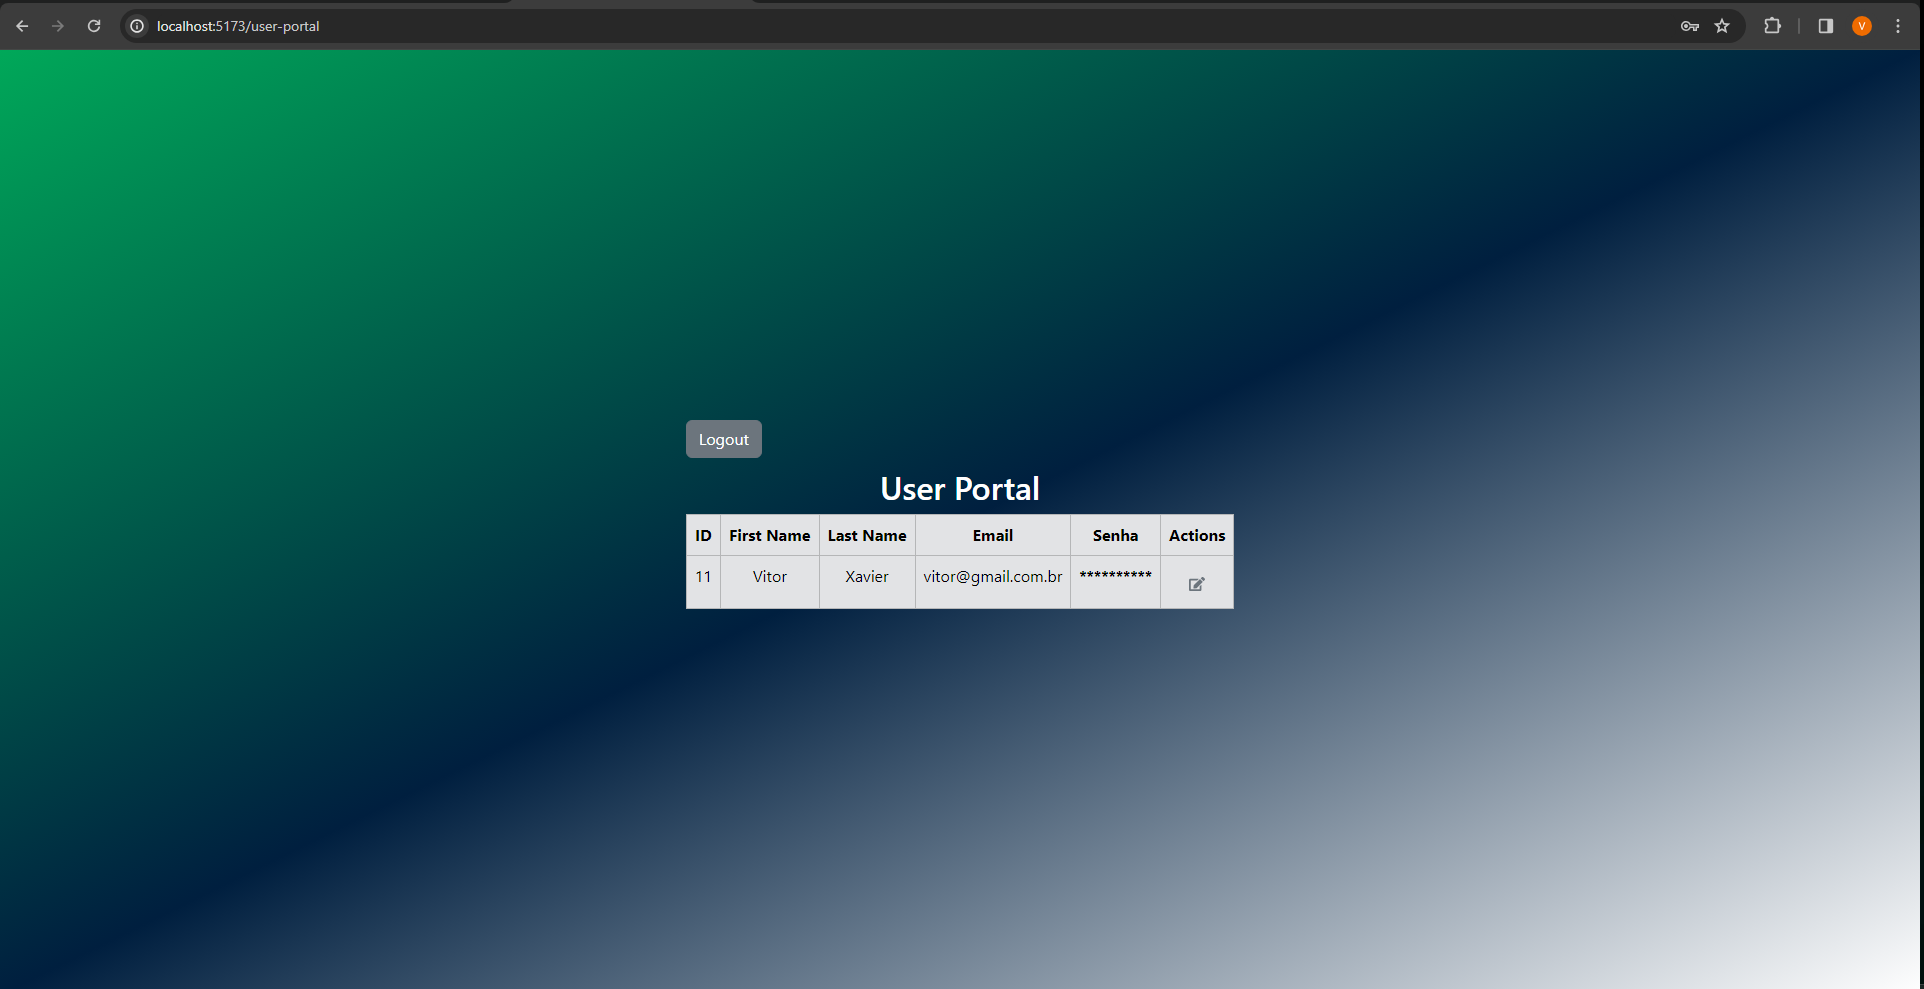 localhost:5173/user-portal
V
Logout
User Portal
ID First Name Last Name Email Senha Actions
11 Vitor Xavier vitor@gmail.com.br **********